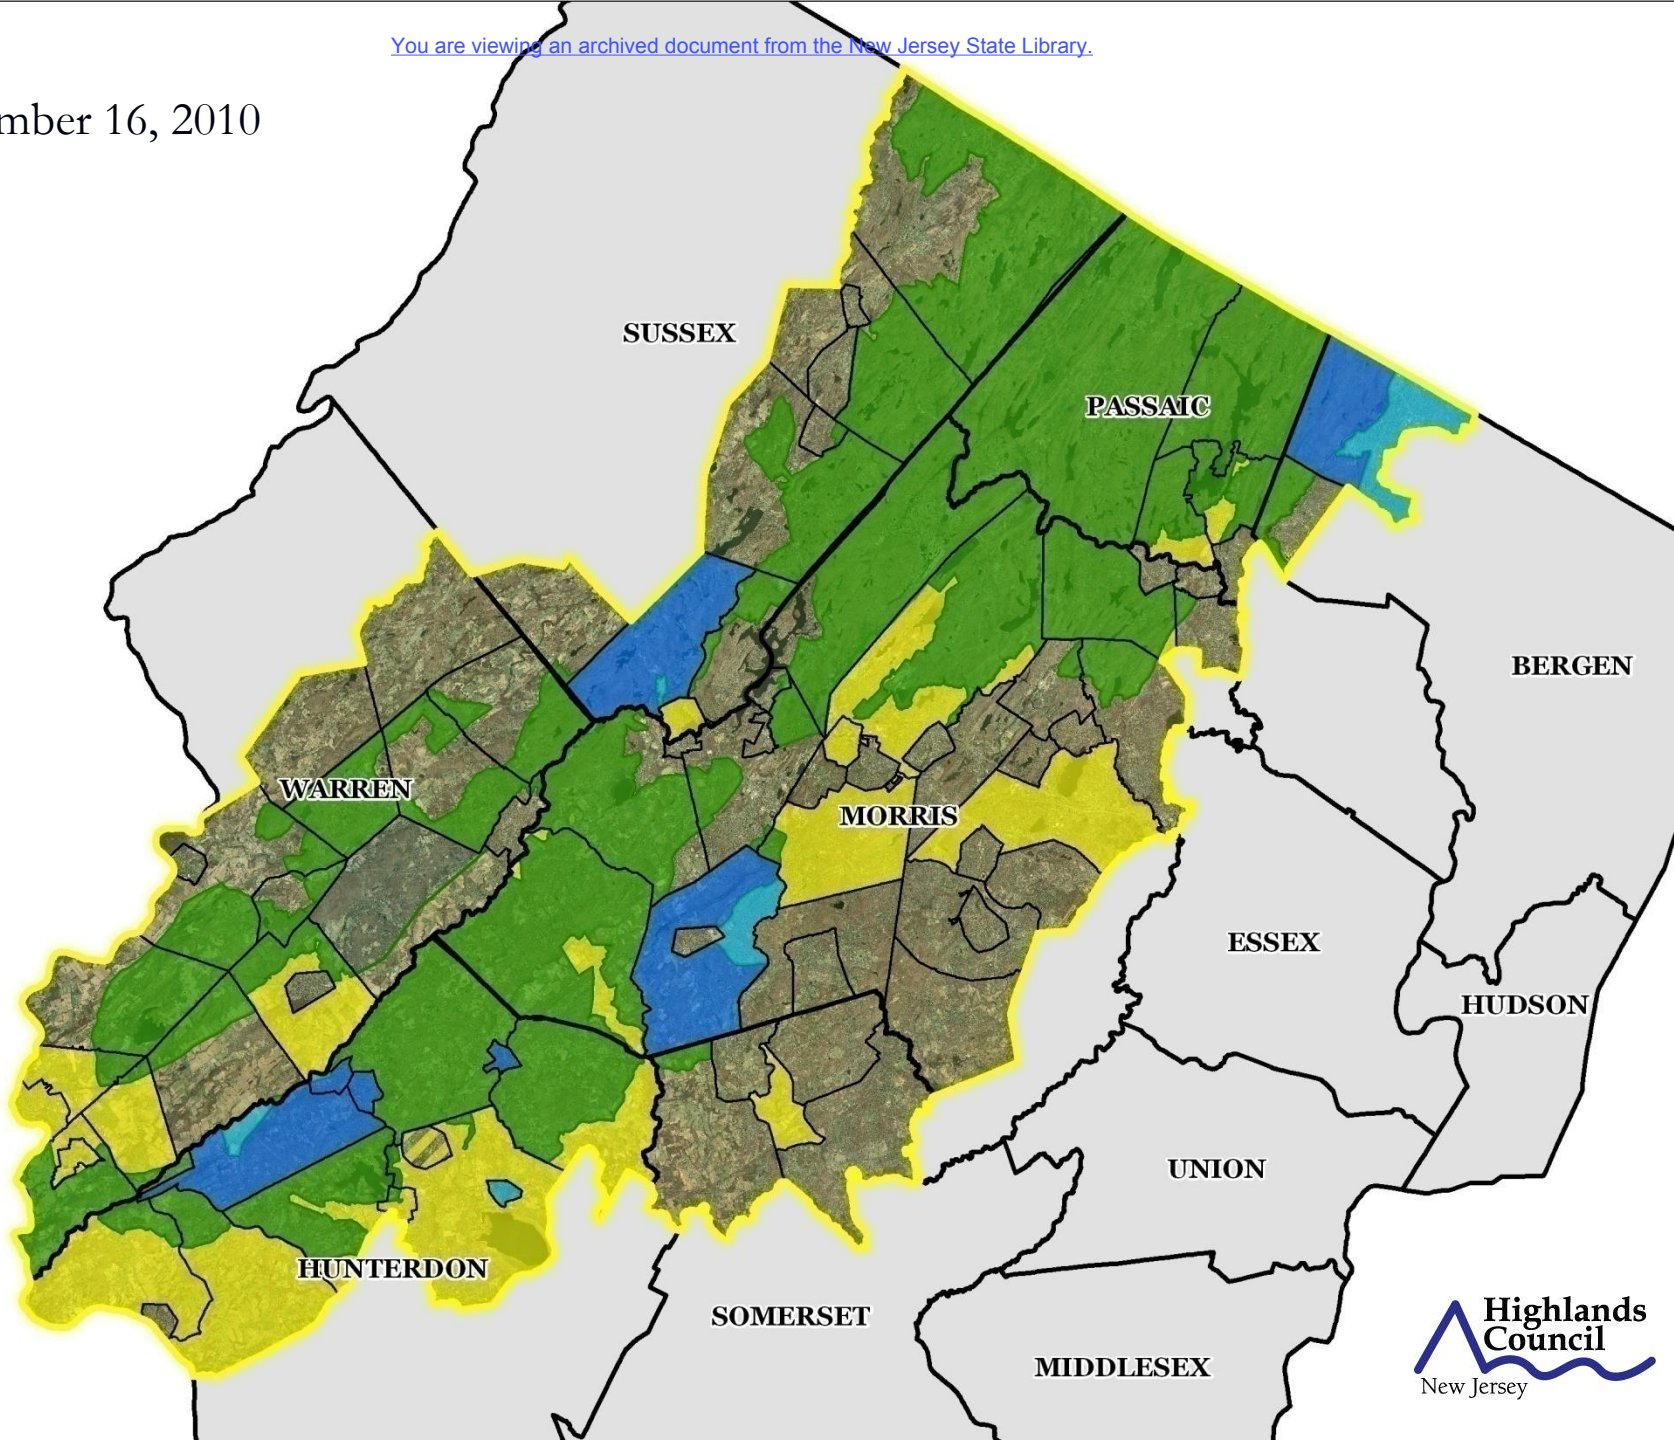 You are viewing an archived document from the New Jersey State Library.
mber 16, 2010
SUSSEX
PASSAIC
BERGEN
WARREN
MORRIS
ESSEX
HUDSON
UNION
HUNTERDON
SOMERSET
MIDDLESEX
Highlands
Council
New Jersey